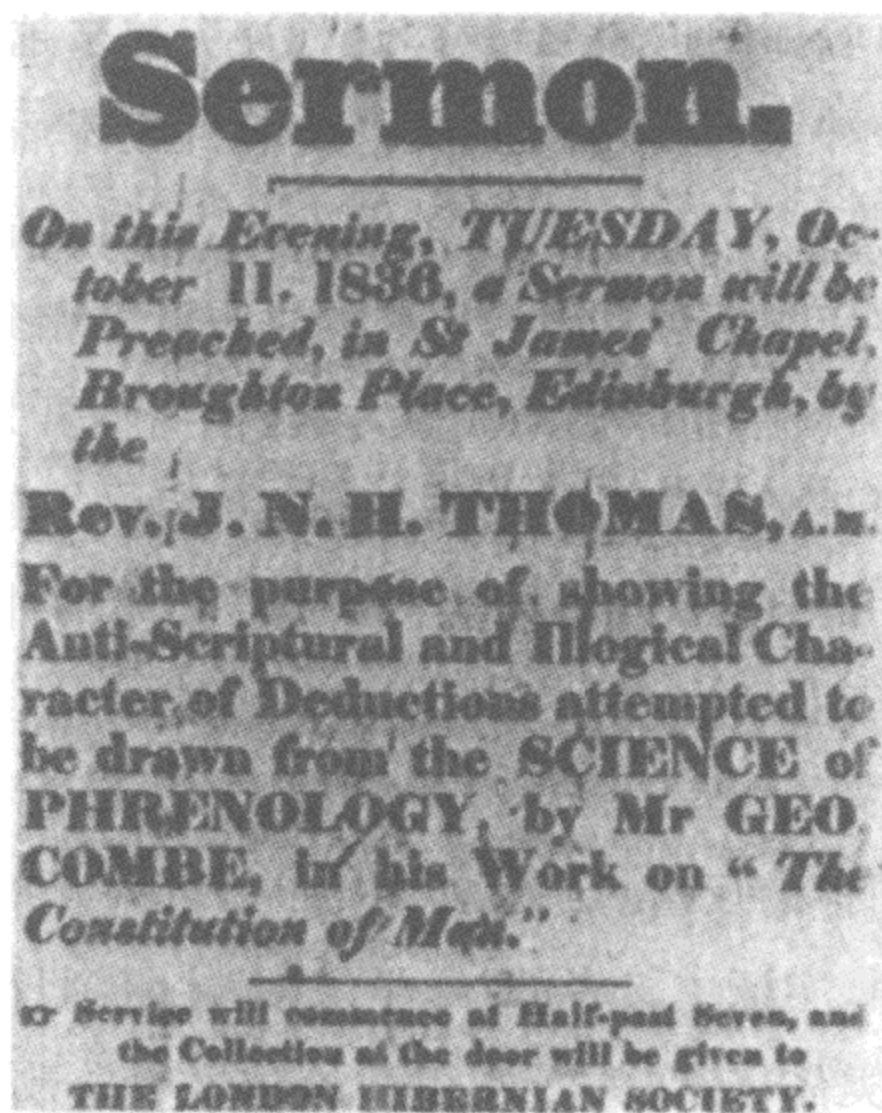 Sermon.
On this Evening, TUESDAY, Oc-
tober 11. 1836, a Sermon will be
Preached, in St James' Chapel,
Broughton Place, Edinburgh, by
the
Rev. J. N. H. THOMAS, A.M.
For the purpose of showing the
Anti-Scriptural and Illogical Cha-
racter of Deductions attempted to
be drawn from the SCIENCE of
PHRENOLOGY, by Mr GEO.
COMBE, in his Work on "The
Constitution of Man."
☞ Service will commence at Half-past Seven, and
the Collection at the door will be given to
THE LONDON HIBERNIAN SOCIETY.